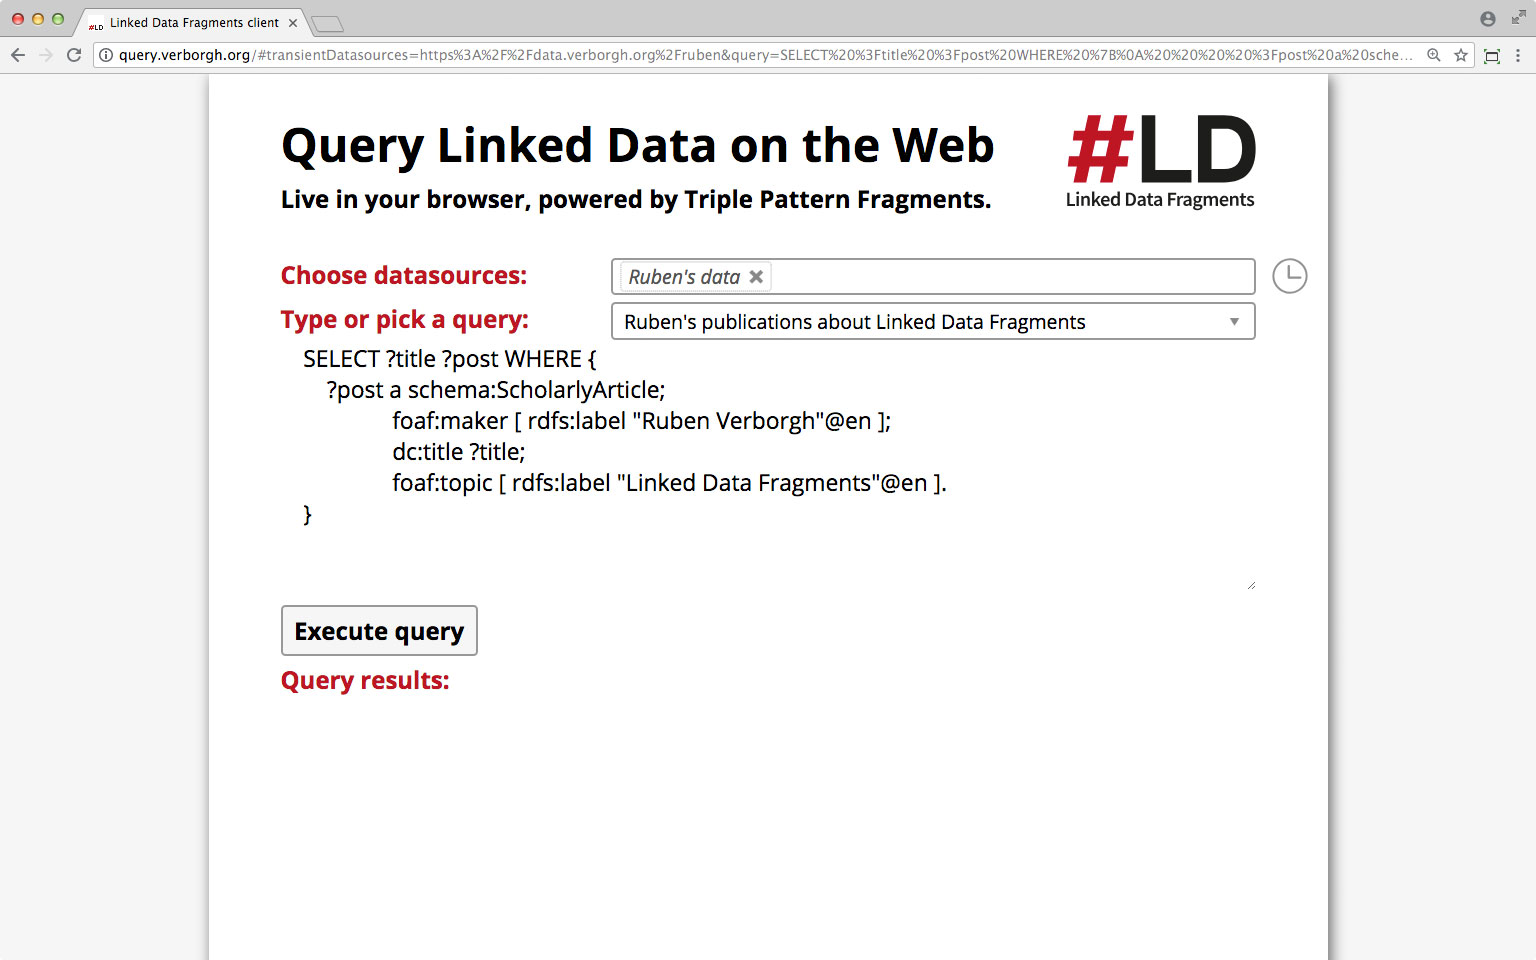 #LD Linked Data Fragments client
query.verborgh.org/#transientDatasources=https%3A%2F%2Fdata.verborgh.org%2Fruben&query=SELECT%20%3Ftitle%20%3Fpost%20WHERE%20%7B%0A%20%20%20%20%3Fpost%20a%20sche...
Query Linked Data on the Web
#LD
Live in your browser, powered by Triple Pattern Fragments.
Linked Data Fragments
Choose datasources:
Ruben's data
Type or pick a query:
Ruben's publications about Linked Data Fragments
SELECT ?title ?post WHERE {
?post a schema:ScholarlyArticle;
foaf:maker [ rdfs:label "Ruben Verborgh"@en ];
dc:title ?title;
foaf:topic [ rdfs:label "Linked Data Fragments"@en ].
}
Execute query
Query results: